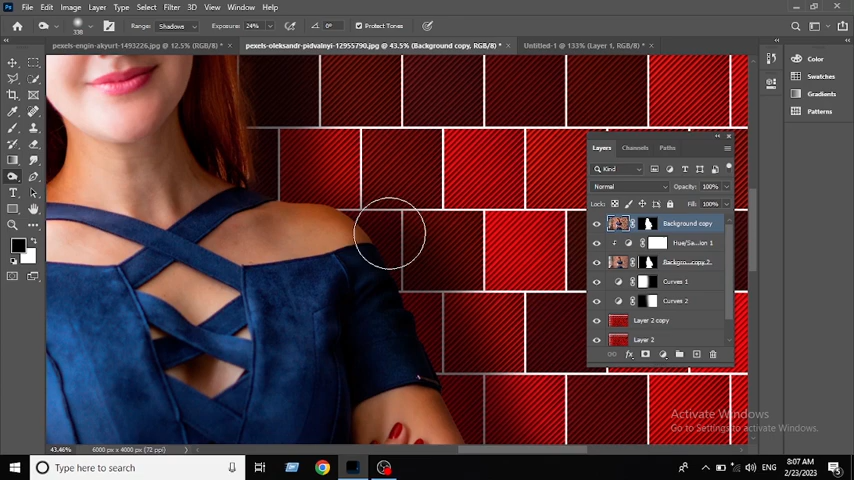 File Edit Image Layer Type Select Filter 3D View Window Help
Range: Shadows Exposure: 24% 0° Protect Tones
pexels-engin-akyurt-1493226.jpg @ 12.5% (RGB/8) * × pexels-oleksandr-pidvalnyi-12955790.jpg @ 43.5% (Background copy, RGB/8) * × Untitled-1 @ 133% (Layer 1, RGB/8) * ×
Color
Swatches
Gradients
Patterns
Layers Channels Paths
Kind
Normal Opacity: 100%
Lock: Fill: 100%
Background copy
Hue/Sa...ion 1
Backgro...copy 2
Curves 1
Curves 2
Layer 2 copy
Layer 2
fx
Activate Windows
Go to Settings to activate Windows.
43.46% 6000 px x 4000 px (72 ppi)
Type here to search
ENG
8:07 AM
2/23/2023